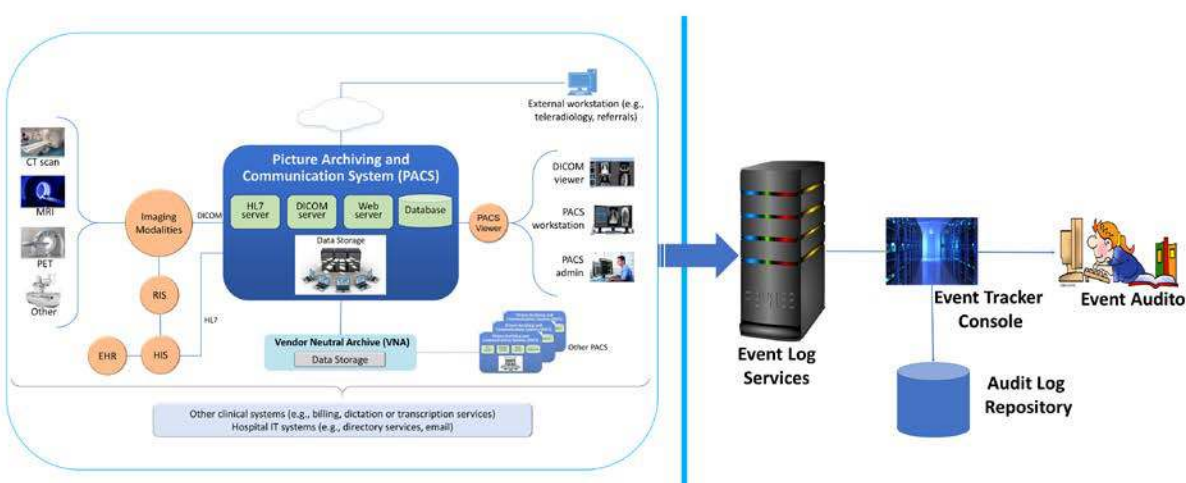 External workstation (e.g.,
teleradiology, referrals)
CT scan
MRI
PET
Other
Imaging
Modalities
DICOM
RIS
HL7
EHR
HIS
Picture Archiving and
Communication System (PACS)
HL7
server
DICOM
server
Web
server
Database
Data Storage
PACS
Viewer
DICOM
viewer
PACS
workstation
PACS
admin
Vendor Neutral Archive (VNA)
Data Storage
Other PACS
Other clinical systems (e.g., billing, dictation or transcription services)
Hospital IT systems (e.g., directory services, email)
Event Log
Services
Event Tracker
Console
Event Audito
Audit Log
Repository